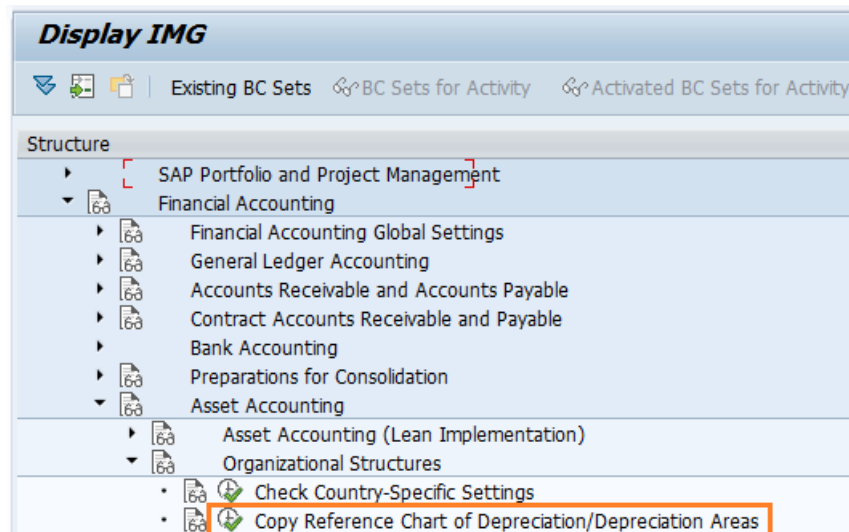 Display IMG
Existing BC Sets BC Sets for Activity Activated BC Sets for Activity
Structure
SAP Portfolio and Project Management
Financial Accounting
Financial Accounting Global Settings
General Ledger Accounting
Accounts Receivable and Accounts Payable
Contract Accounts Receivable and Payable
Bank Accounting
Preparations for Consolidation
Asset Accounting
Asset Accounting (Lean Implementation)
Organizational Structures
Check Country-Specific Settings
Copy Reference Chart of Depreciation/Depreciation Areas